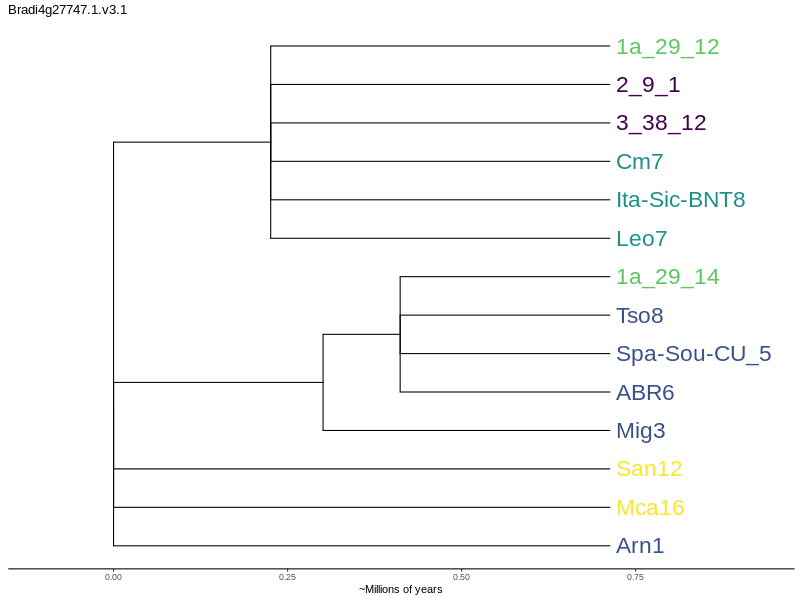 Bradi4g27747.1.v3.1
1a_29_12
2_9_1
3_38_12
Cm7
Ita-Sic-BNT8
Leo7
1a_29_14
Tso8
Spa-Sou-CU_5
ABR6
Mig3
San12
Mca16
Arn1
0.00 0.25 0.50 0.75
~Millions of years